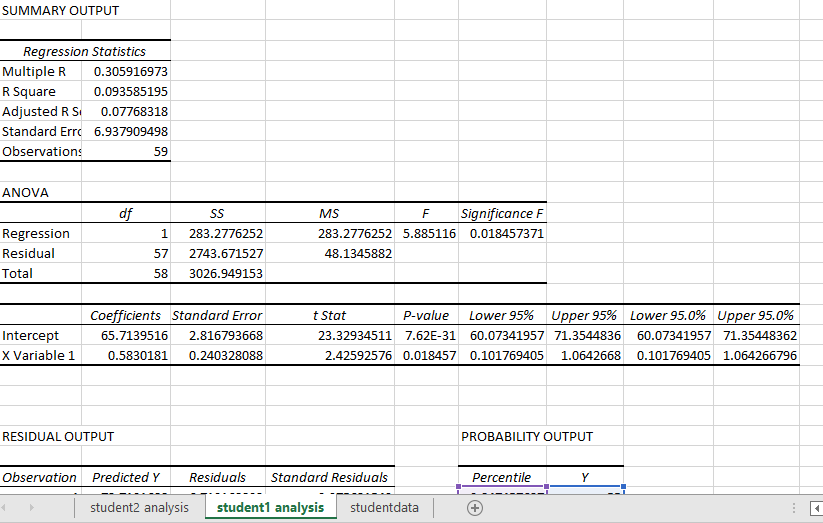 SUMMARY OUTPUT
Regression Statistics
Multiple R 0.305916973
R Square 0.093585195
Adjusted R S 0.07768318
Standard Erro 6.937909498
Observations 59
ANOVA
df SS MS F Significance F
Regression 1 283.2776252 283.2776252 5.885116 0.018457371
Residual 57 2743.671527 48.1345882
Total 58 3026.949153
Coefficients Standard Error t Stat P-value Lower 95% Upper 95% Lower 95.0% Upper 95.0%
Intercept 65.7139516 2.816793668 23.32934511 7.62E-31 60.07341957 71.3544836 60.07341957 71.35448362
X Variable 1 0.5830181 0.240328088 2.42592576 0.018457 0.101769405 1.0642668 0.101769405 1.064266796
RESIDUAL OUTPUT PROBABILITY OUTPUT
Observation Predicted Y Residuals Standard Residuals Percentile Y
student2 analysis student1 analysis studentdata